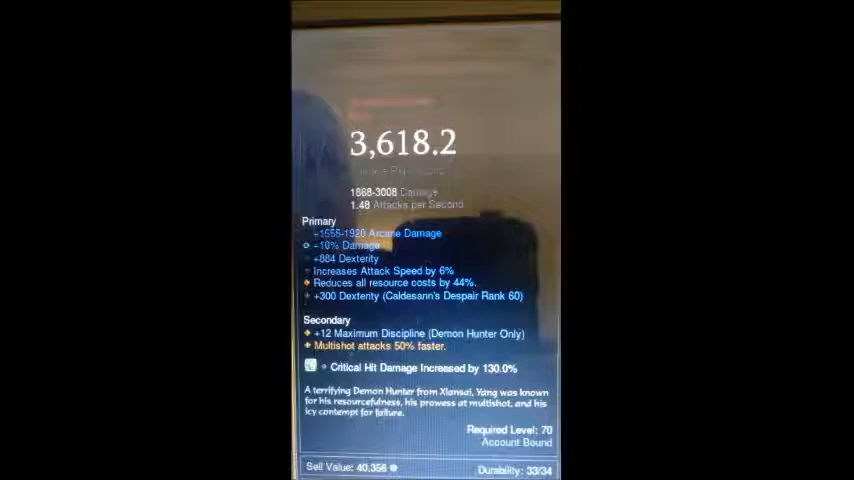 3,618.2
1868-3008 Damage
1.48 Attacks per Second
Primary
+1555-1920 Arcane Damage
+10% Damage
+884 Dexterity
Increases Attack Speed by 6%
Reduces all resource costs by 44%.
+300 Dexterity (Caldesann's Despair Rank 60)
Secondary
+12 Maximum Discipline (Demon Hunter Only)
Multishot attacks 50% faster.
Critical Hit Damage Increased by 130.0%
A terrifying Demon Hunter from Xiansai, Yang was known
for his resourcefulness, his prowess at multishot, and his
icy contempt for failure.
Required Level: 70
Account Bound
Sell Value: 40,356
Durability: 33/34